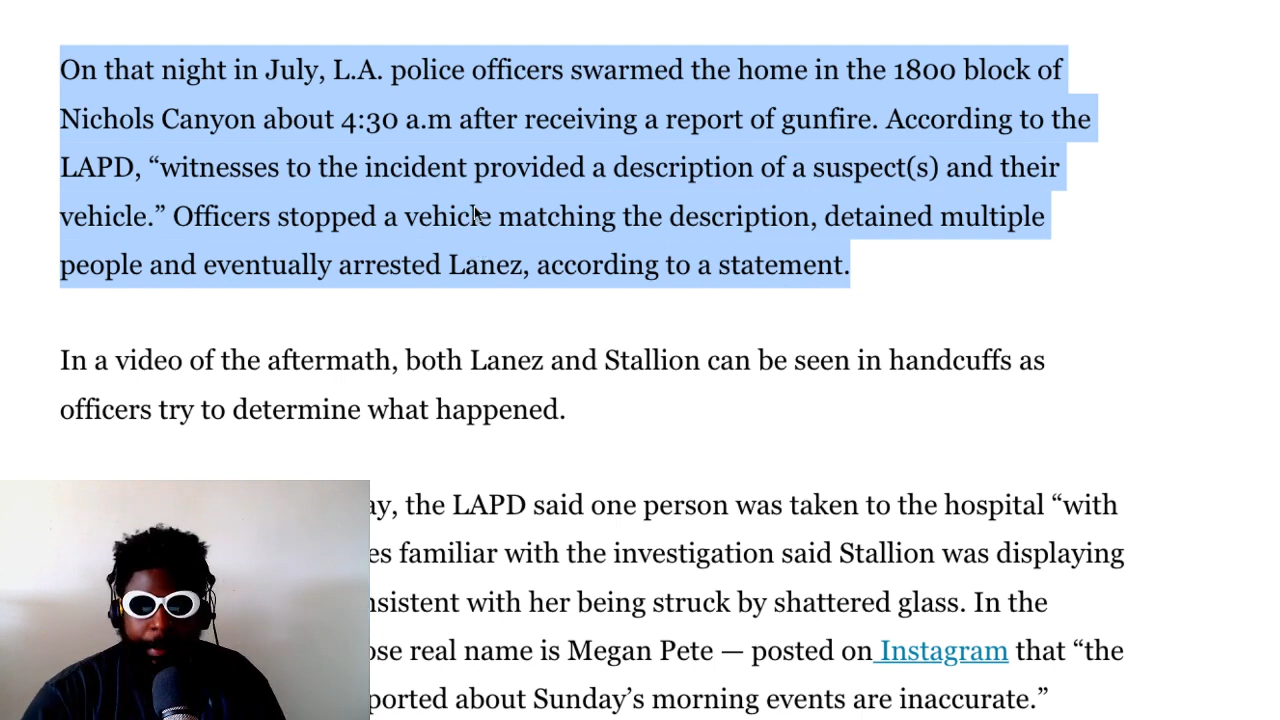 On that night in July, L.A. police officers swarmed the home in the 1800 block of
Nichols Canyon about 4:30 a.m after receiving a report of gunfire. According to the
LAPD, “witnesses to the incident provided a description of a suspect(s) and their
vehicle.” Officers stopped a vehicle matching the description, detained multiple
people and eventually arrested Lanez, according to a statement.
In a video of the aftermath, both Lanez and Stallion can be seen in handcuffs as
officers try to determine what happened.
the LAPD said one person was taken to the hospital “with
familiar with the investigation said Stallion was displaying
with her being struck by shattered glass. In the
real name is Megan Pete — posted on Instagram that “the
about Sunday’s morning events are inaccurate.”